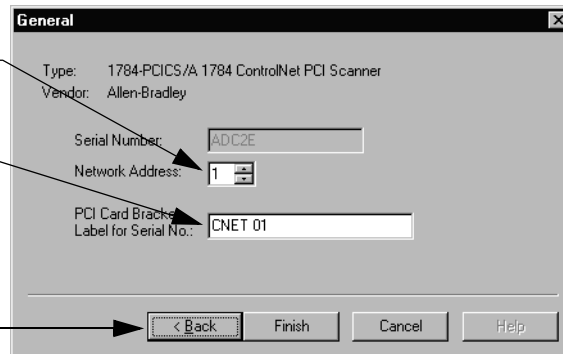 General
Type: 1784-PCICS/A 1784 ControlNet PCI Scanner
Vendor: Allen-Bradley
Serial Number: ADC2E
Network Address: 1
PCI Card Bracket
Label for Serial No.: CNET 01
< Back Finish Cancel Help